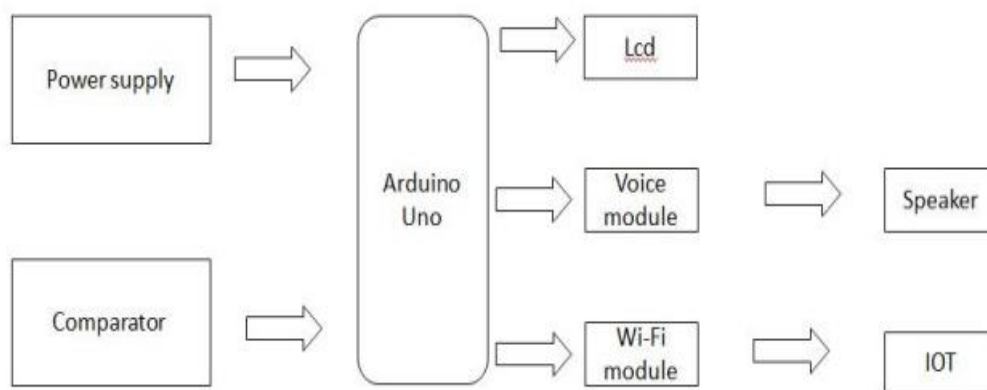 Power supply
Comparator
Arduino
Uno
Lcd
Voice
module
Wi-Fi
module
Speaker
IOT